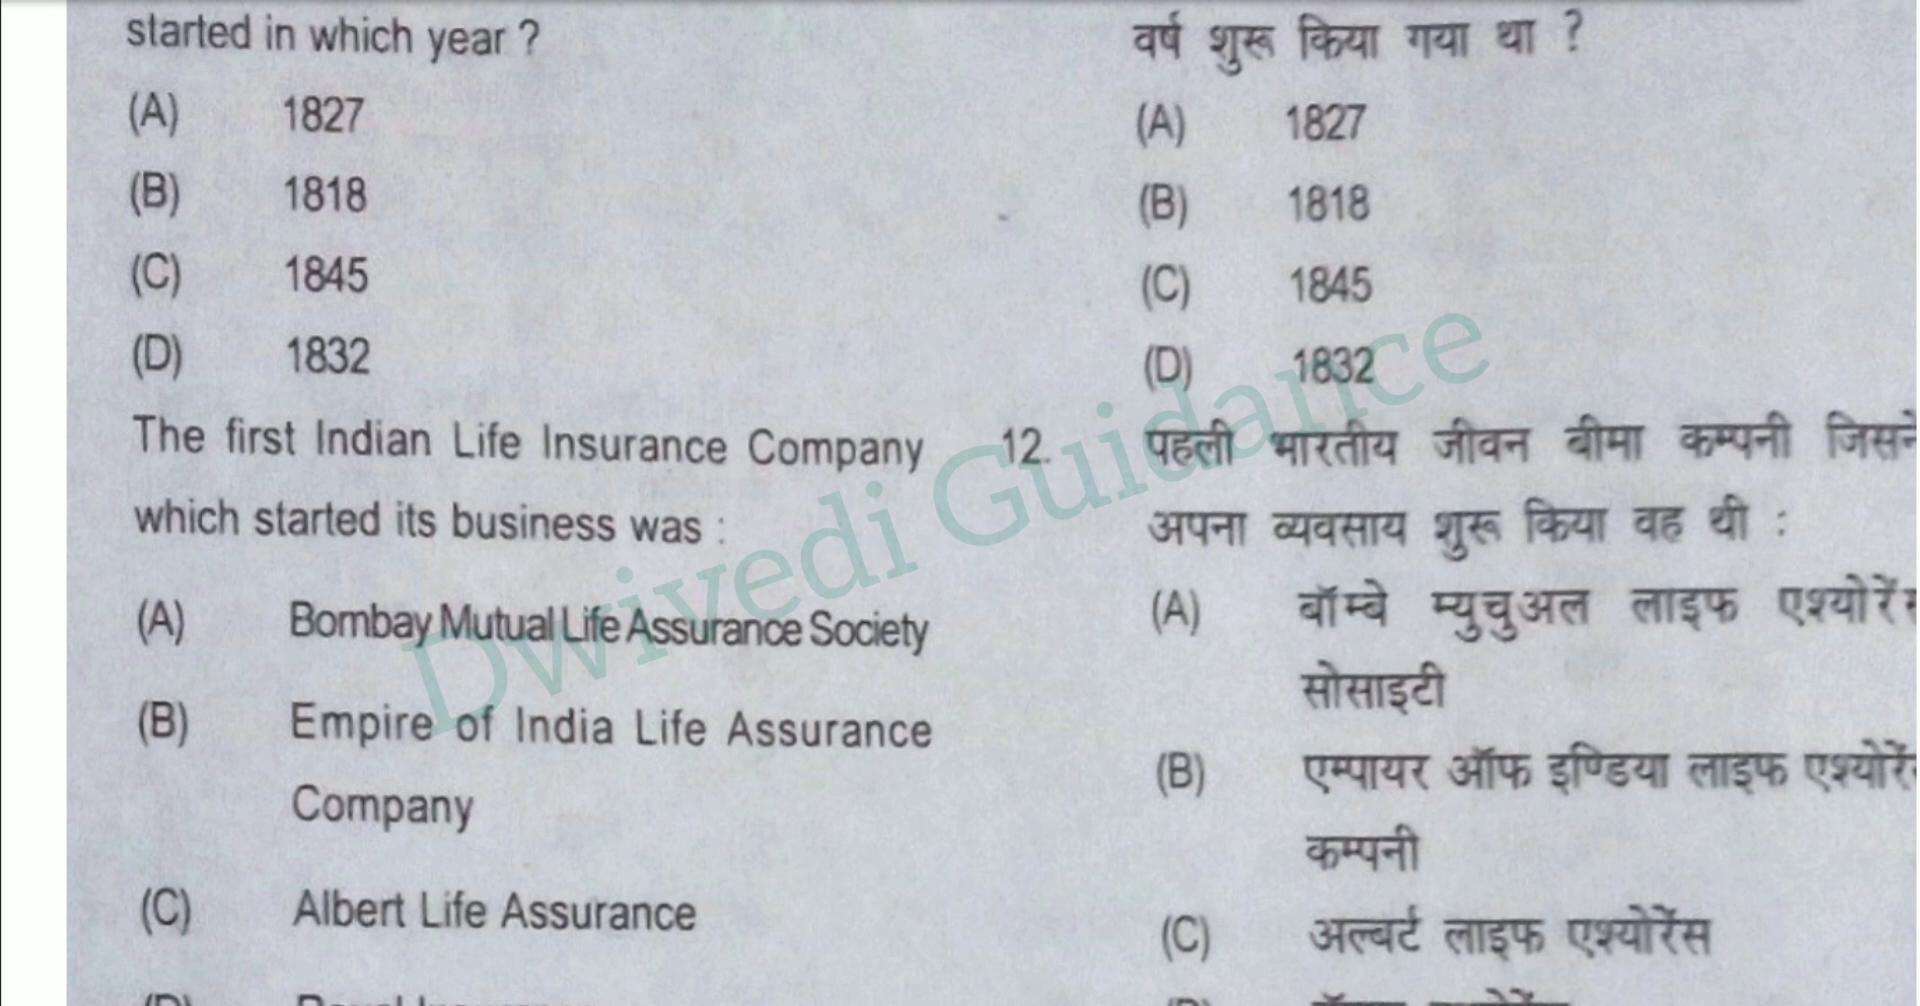 started in which year ?
(A) 1827
(B) 1818
(C) 1845
(D) 1832
The first Indian Life Insurance Company
which started its business was :
(A) Bombay Mutual Life Assurance Society
(B) Empire of India Life Assurance
Company
(C) Albert Life Assurance
वर्ष शुरू किया गया था ?
(A) 1827
(B) 1818
(C) 1845
(D) 1832
12. पहली भारतीय जीवन बीमा कम्पनी जिसने
अपना व्यवसाय शुरू किया वह थी :
(A) बॉम्बे म्युचुअल लाइफ
सोसाइटी
(B) एम्पायर ऑफ इण्डिया लाइफ
कम्पनी
(C) अल्बर्ट लाइफ एश्योरेंस
Dwivedi Guidance